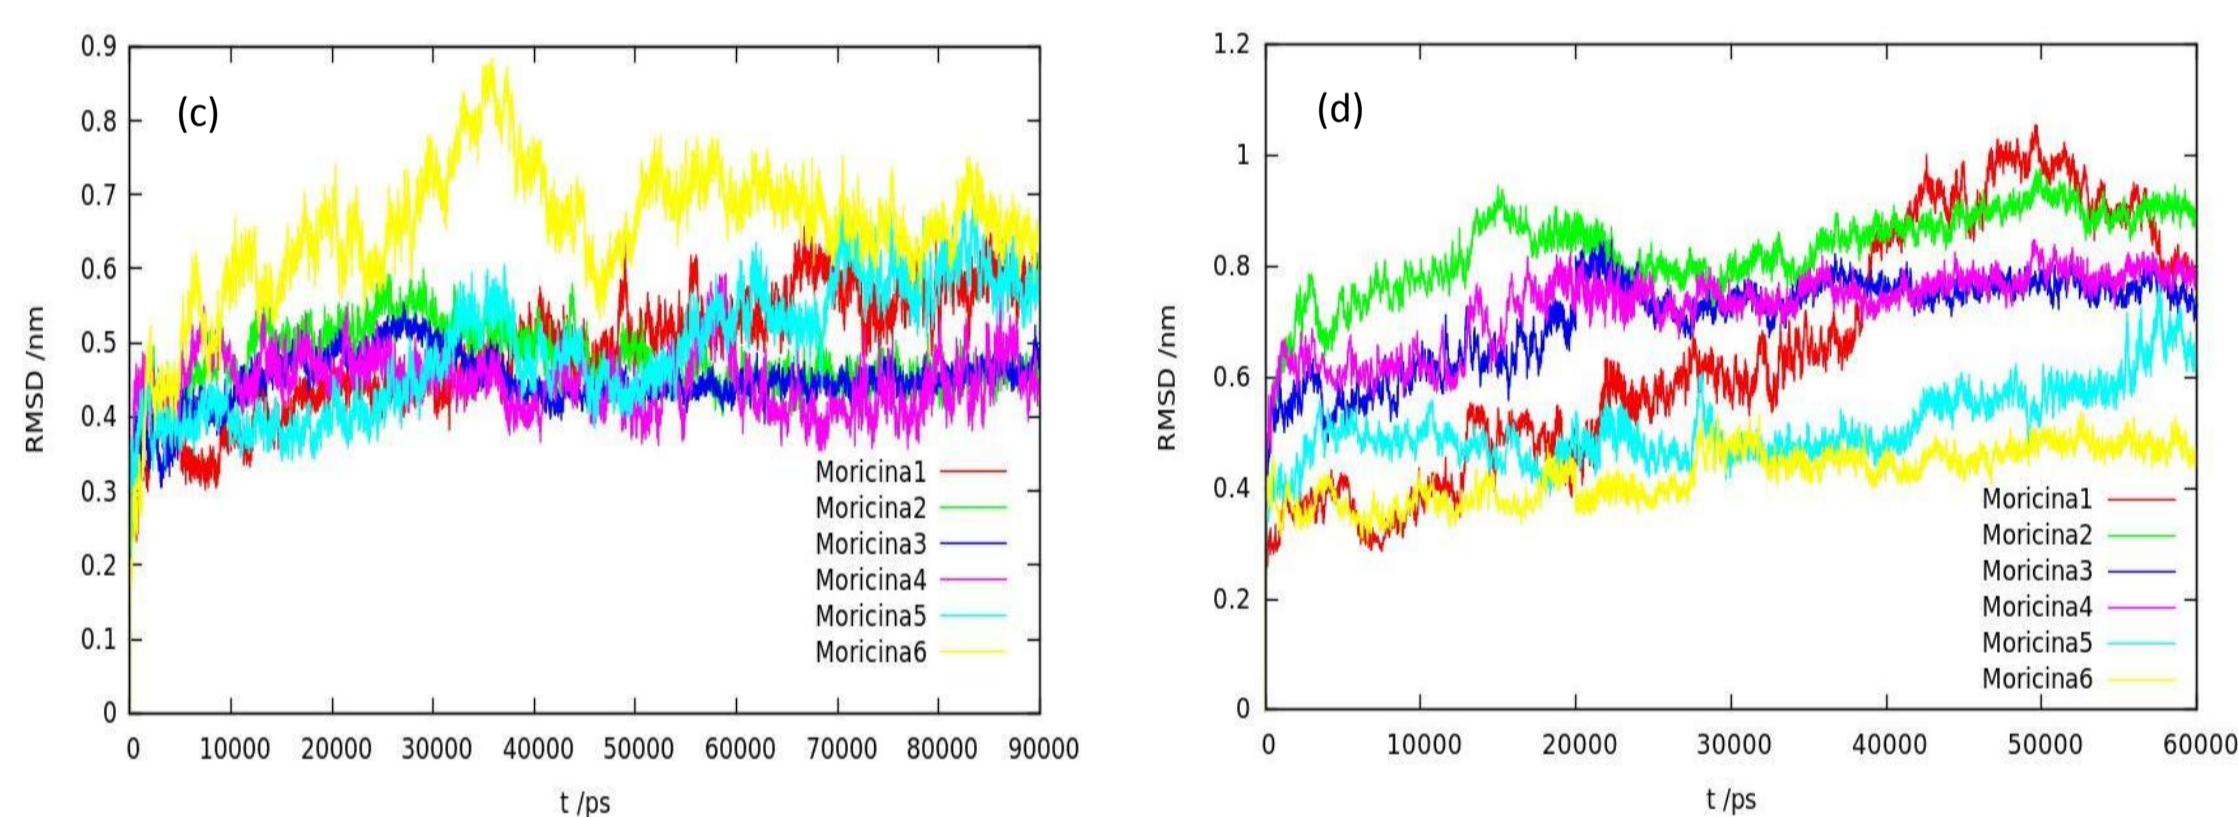 (c)
RMSD /nm
0.9
0.8
0.7
0.6
0.5
0.4
0.3
0.2
0.1
0
Moricina1
Moricina2
Moricina3
Moricina4
Moricina5
Moricina6
0 10000 20000 30000 40000 50000 60000 70000 80000 90000
t /ps
(d)
RMSD /nm
1.2
1
0.8
0.6
0.4
0.2
0
Moricina1
Moricina2
Moricina3
Moricina4
Moricina5
Moricina6
0 10000 20000 30000 40000 50000 60000
t /ps